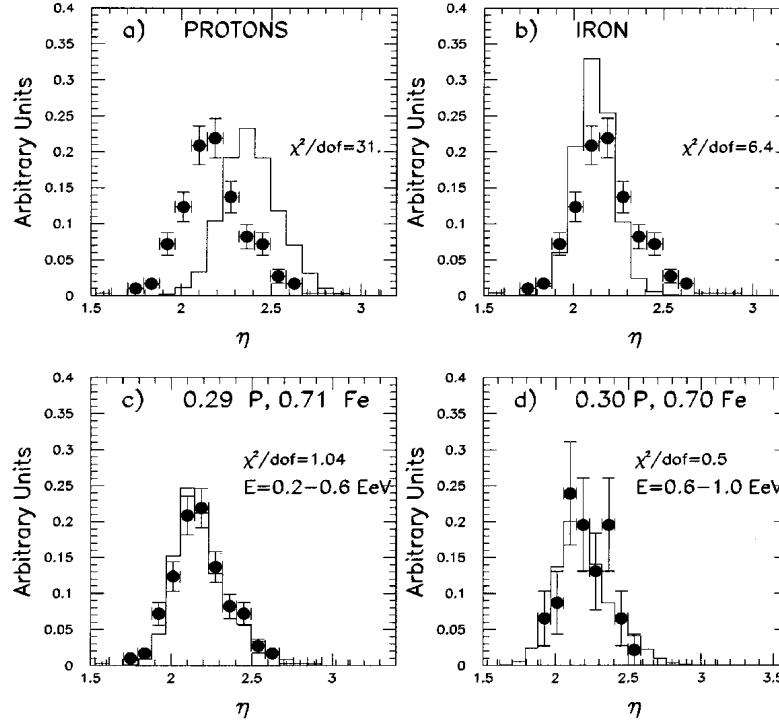 a) PROTONS
Arbitrary Units
0.4
0.35
0.3
0.25
0.2
0.15
0.1
0.05
0
χ²/dof=31.
1.5 2 2.5 3
η
b) IRON
Arbitrary Units
0.4
0.35
0.3
0.25
0.2
0.15
0.1
0.05
0
χ²/dof=6.4
1.5 2 2.5 3
η
c) 0.29 P, 0.71 Fe
Arbitrary Units
0.4
0.35
0.3
0.25
0.2
0.15
0.1
0.05
0
χ²/dof=1.04
E=0.2−0.6 EeV
1.5 2 2.5 3
η
d) 0.30 P, 0.70 Fe
Arbitrary Units
0.4
0.35
0.3
0.25
0.2
0.15
0.1
0.05
0
χ²/dof=0.5
E=0.6−1.0 EeV
1.5 2 2.5 3 3.5
η